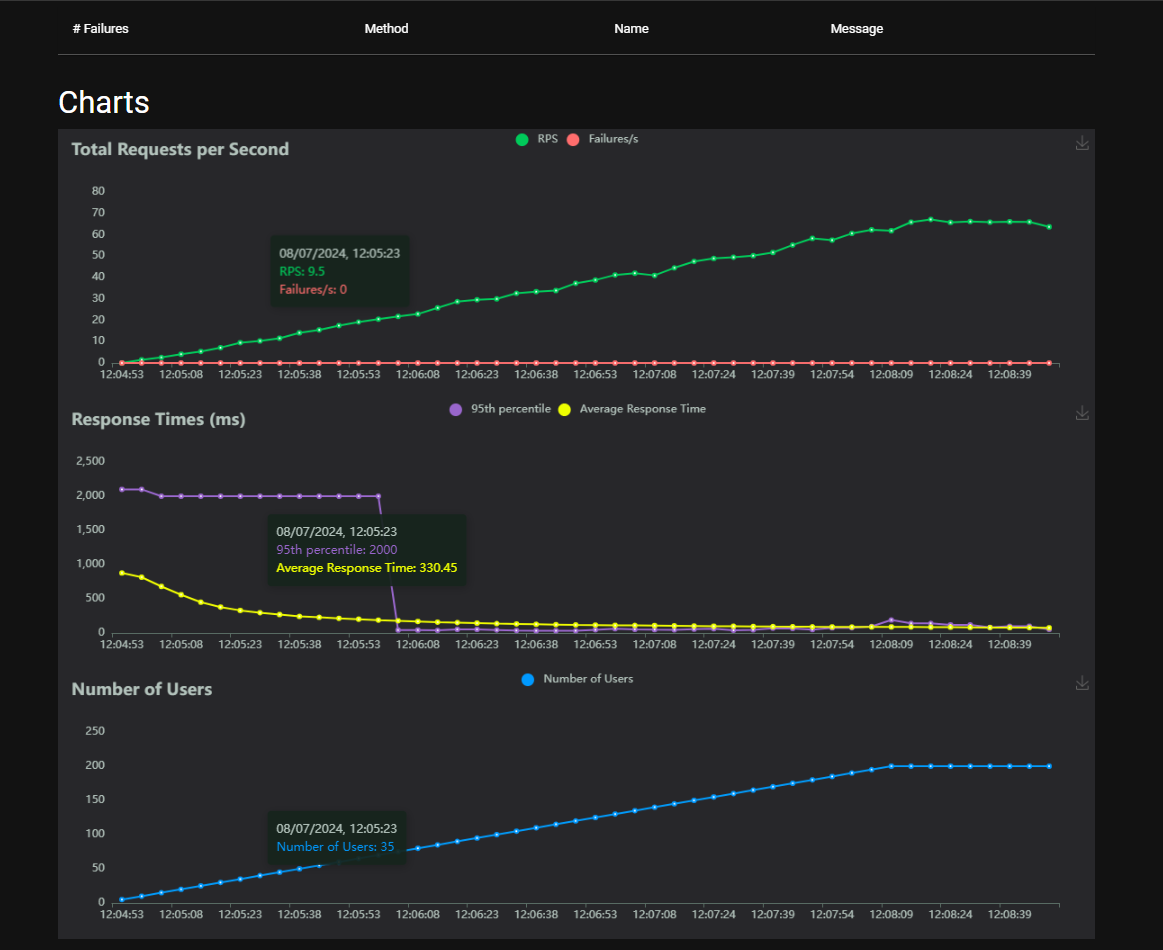 # Failures Method Name Message
Charts
Total Requests per Second
RPS Failures/s
80
70
60
50
40
30
20
10
0
08/07/2024, 12:05:23
RPS: 9.5
Failures/s: 0
12:04:53 12:05:08 12:05:23 12:05:38 12:05:53 12:06:08 12:06:23 12:06:38 12:06:53 12:07:08 12:07:24 12:07:39 12:07:54 12:08:09 12:08:24 12:08:39
Response Times (ms)
95th percentile Average Response Time
2,500
2,000
1,500
1,000
500
0
08/07/2024, 12:05:23
95th percentile: 2000
Average Response Time: 330.45
12:04:53 12:05:08 12:05:23 12:05:38 12:05:53 12:06:08 12:06:23 12:06:38 12:06:53 12:07:08 12:07:24 12:07:39 12:07:54 12:08:09 12:08:24 12:08:39
Number of Users
Number of Users
250
200
150
100
50
0
08/07/2024, 12:05:23
Number of Users: 35
12:04:53 12:05:08 12:05:23 12:05:38 12:05:53 12:06:08 12:06:23 12:06:38 12:06:53 12:07:08 12:07:24 12:07:39 12:07:54 12:08:09 12:08:24 12:08:39